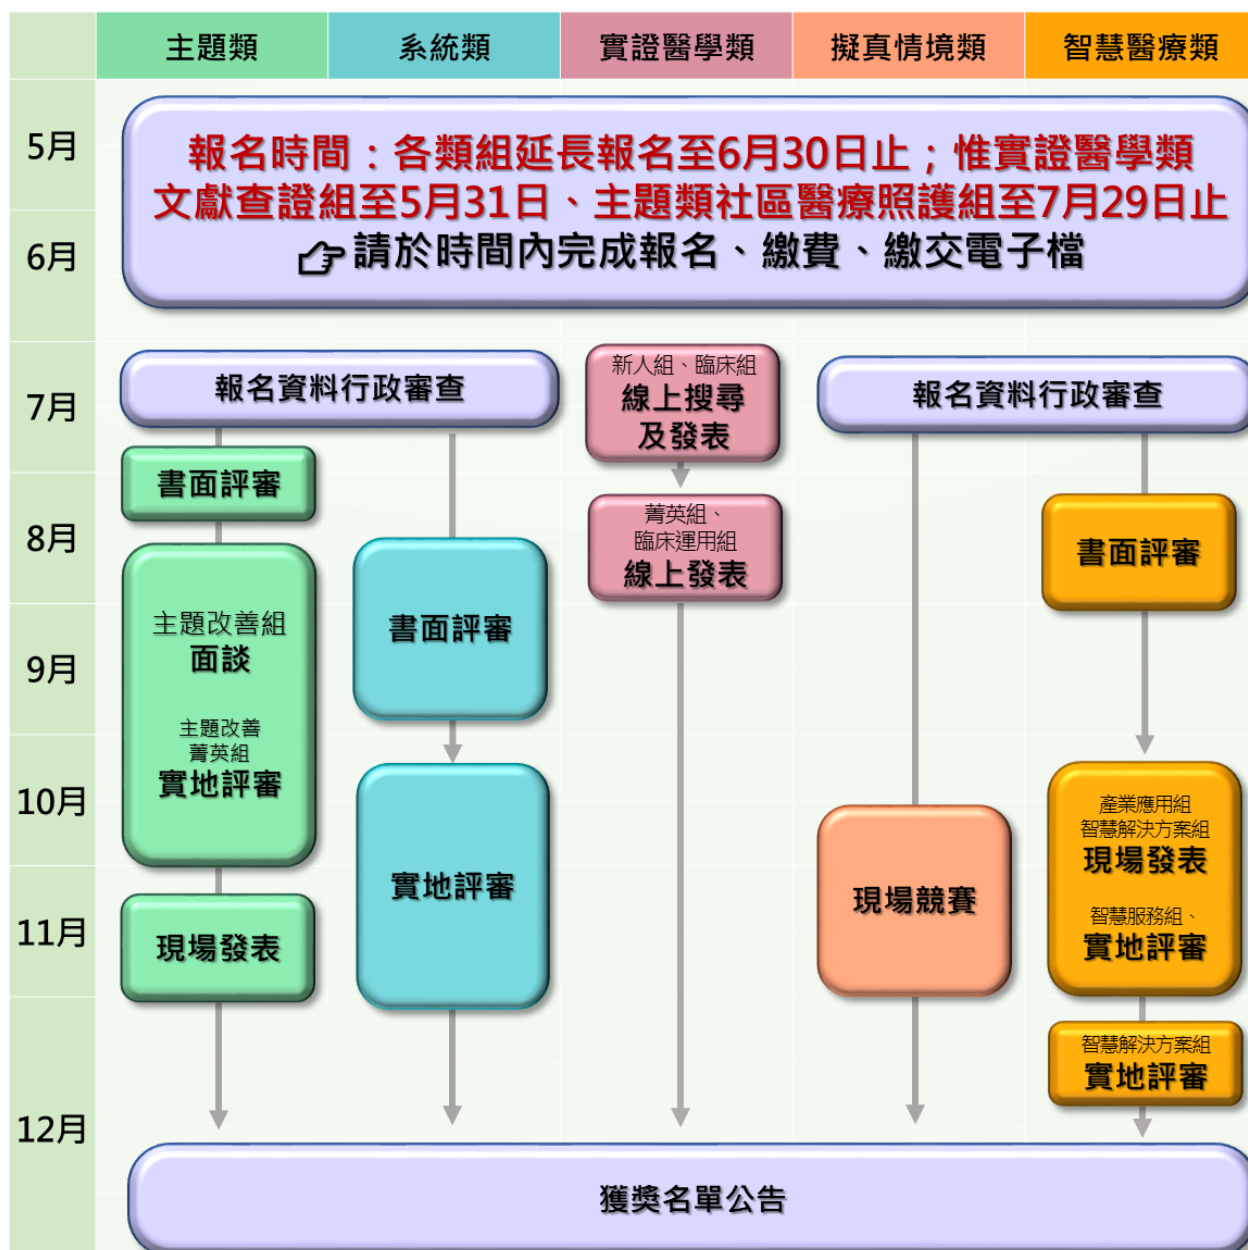 主題類
系統類
實證醫學類
擬真情境類
智慧醫療類
5月
6月
7月
8月
9月
10月
11月
12月
報名時間：各類組延長報名至6月30日止；惟實證醫學類
文獻查證組至5月31日、主題類社區醫療照護組至7月29日止
請於時間內完成報名、繳費、繳交電子檔
報名資料行政審查
書面評審
主題改善組
面談
主題改善
菁英組
實地評審
現場發表
書面評審
實地評審
新人組、臨床組
線上搜尋
及發表
菁英組、
臨床運用組
線上發表
報名資料行政審查
現場競賽
書面評審
產業應用組
智慧解決方案組
現場發表
智慧服務組、
實地評審
智慧解決方案組
實地評審
獲獎名單公告